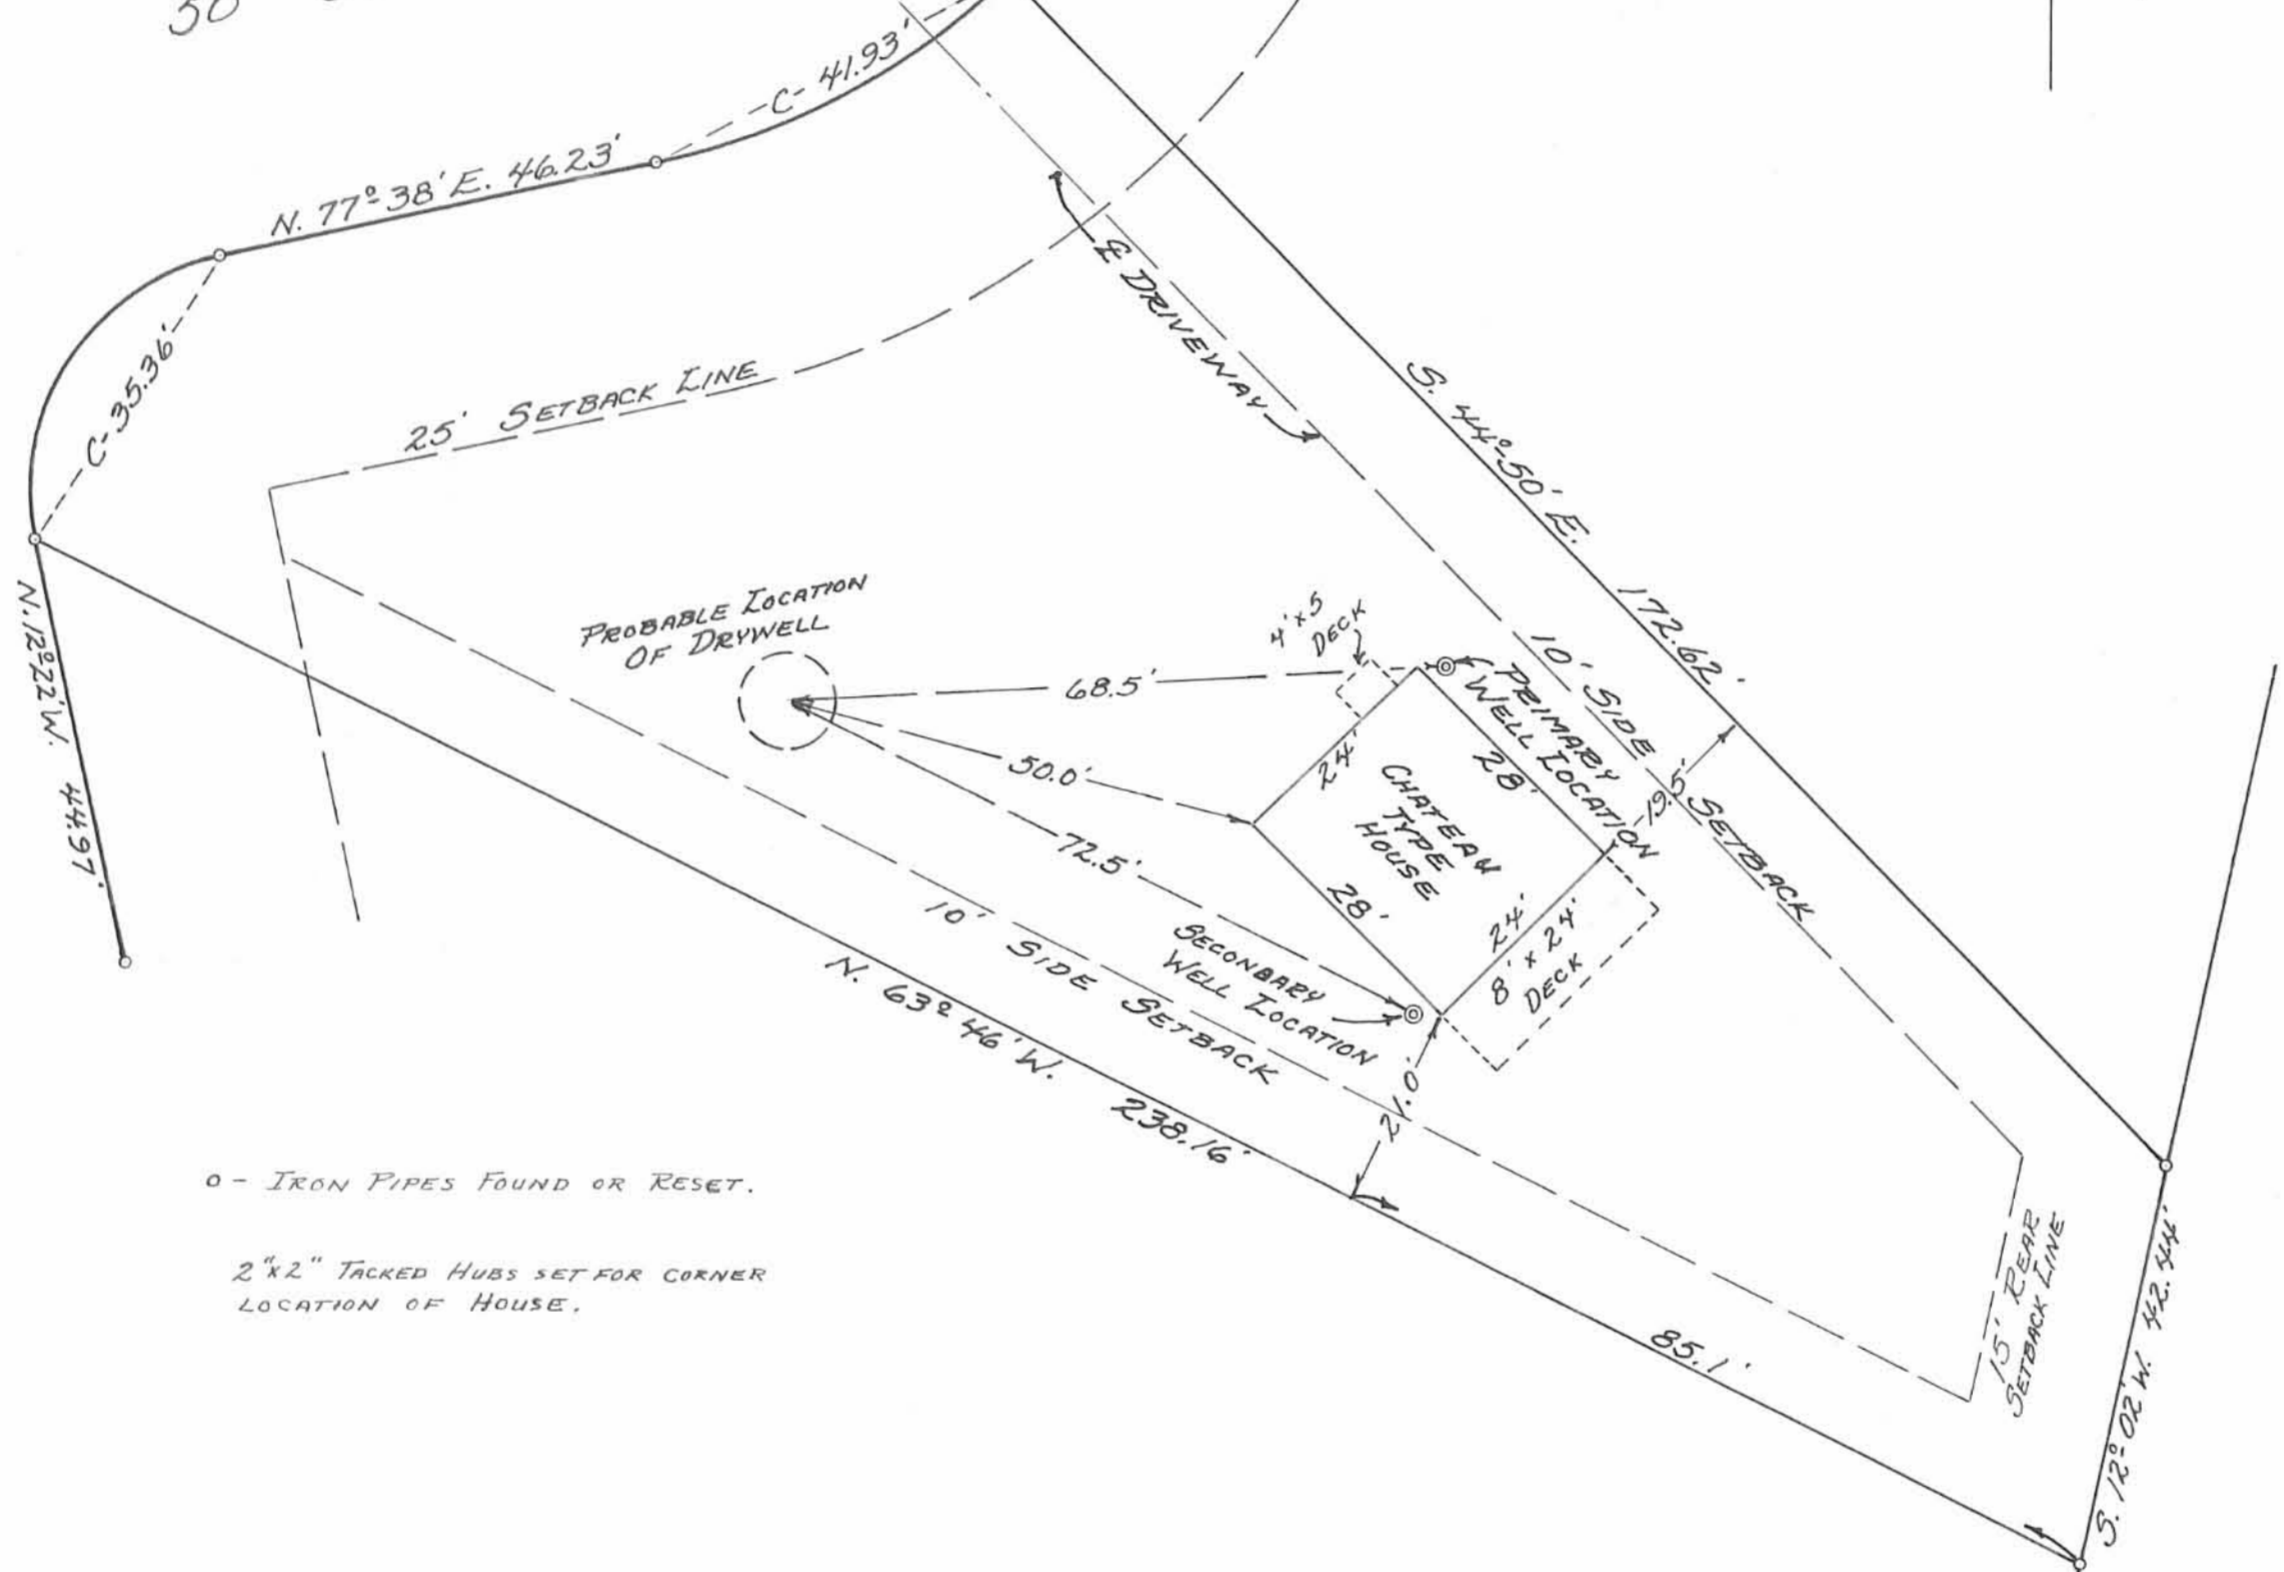 50'
C- 41.93'
N. 77°-38' E. 46.23'
C- 35.36'
25' SETBACK LINE
℄ DRIVEWAY
S. 44°-50' E. 172.62'
N. 12°-22' W. 44.97'
PROBABLE LOCATION
OF DRYWELL
4' x 5
DECK
68.5'
50.0'
72.5'
10' SIDE SETBACK
PRIMARY
WELL LOCATION
19.5'
24'
28'
CHATEAU
TYPE
HOUSE
28'
24'
8' x 24'
DECK
SECONDARY
WELL LOCATION
10' SIDE SETBACK
N. 63° 46' W. 238.16'
21.0'
85.1'
15' REAR
SETBACK LINE
S. 12°-02' W. 42.44'
o - IRON PIPES FOUND OR RESET.
2"x2" TACKED HUBS SET FOR CORNER
LOCATION OF HOUSE.